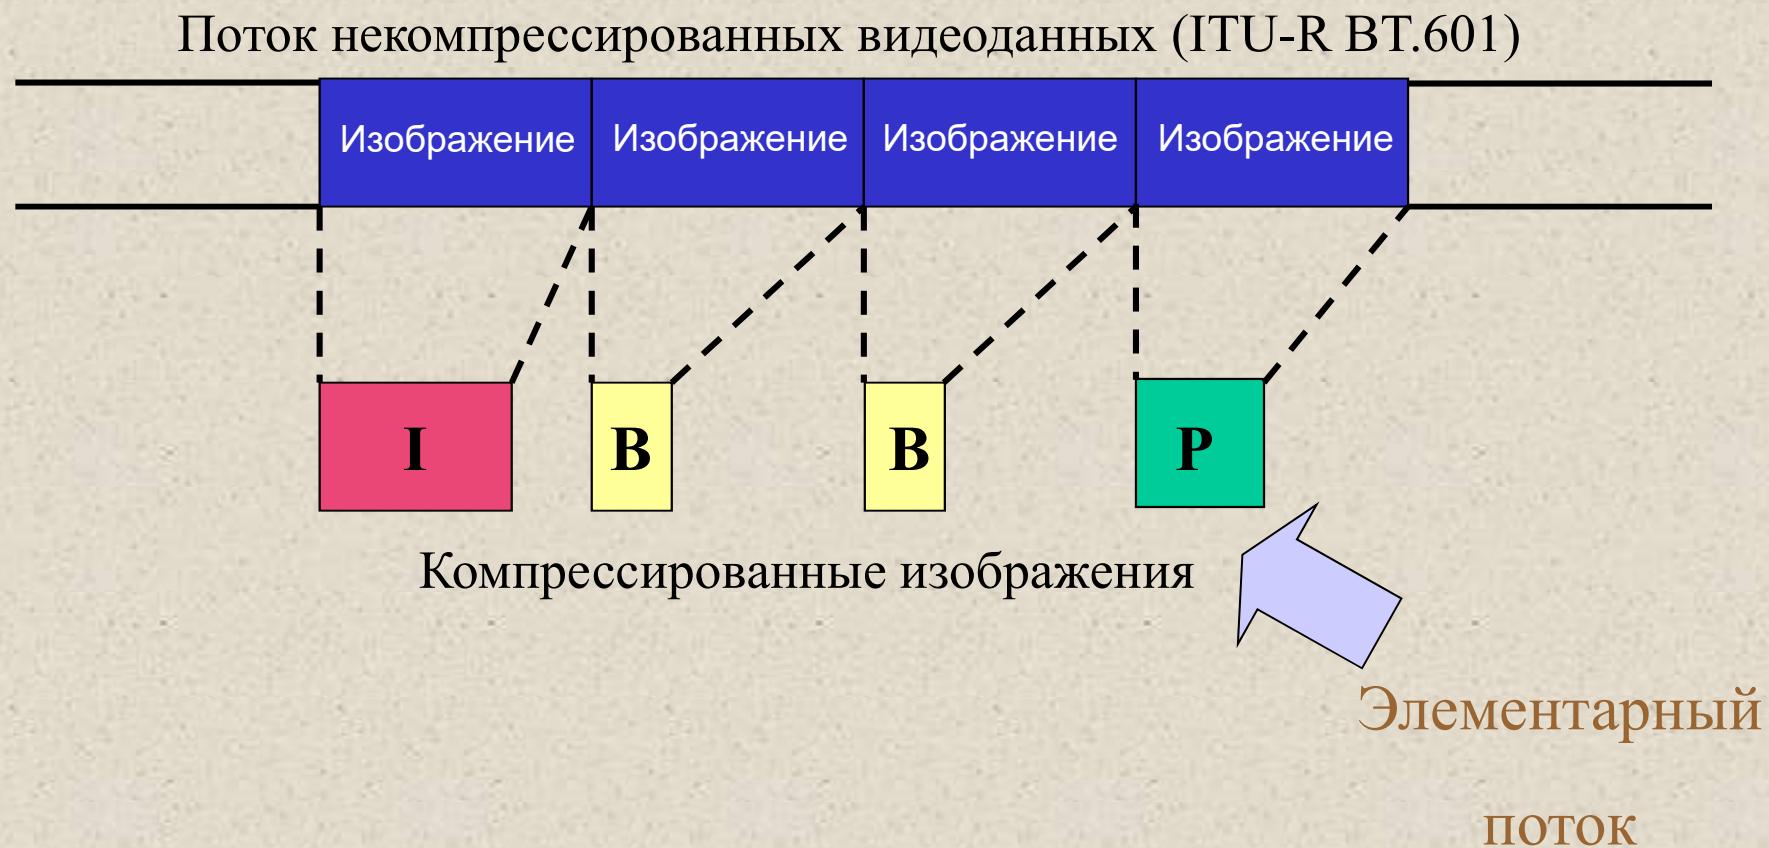 Поток некомпрессированных видеоданных (ITU-R BT.601)
Изображение Изображение Изображение Изображение
I B B P
Компрессированные изображения
Элементарный
поток